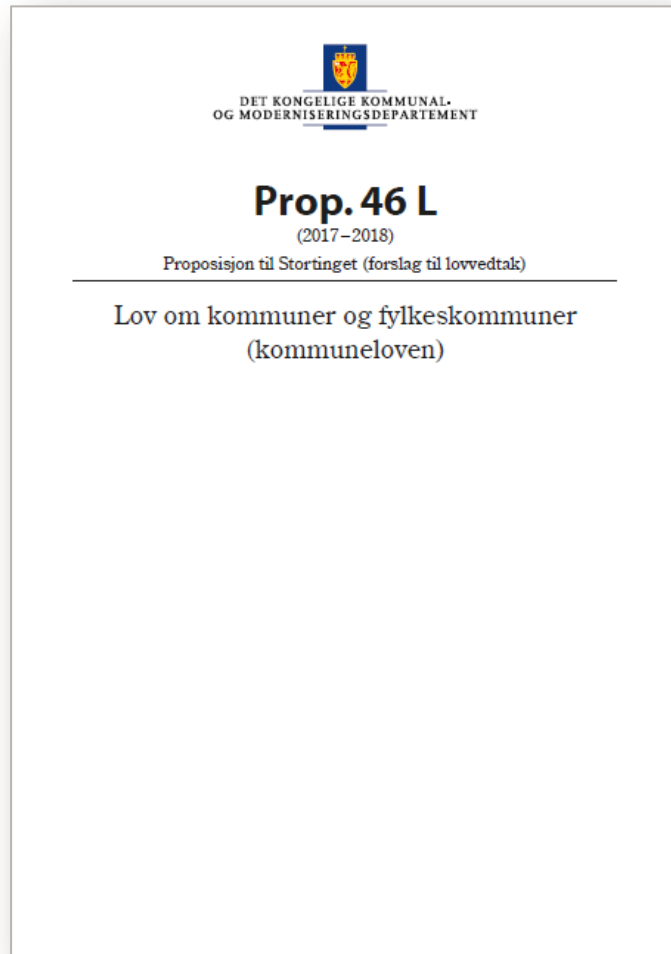 DET KONGELIGE KOMMUNAL-
OG MODERNISERINGSDEPARTEMENT
Prop. 46 L
(2017–2018)
Proposisjon til Stortinget (forslag til lovvedtak)
Lov om kommuner og fylkeskommuner
(kommuneloven)